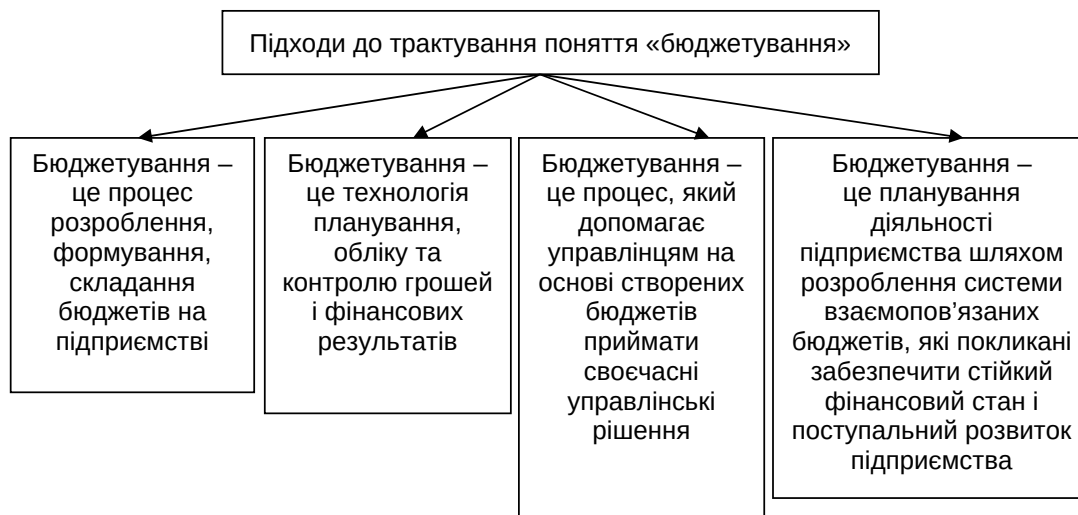 Підходи до трактування поняття «бюджетування»
Бюджетування –
це процес
розроблення,
формування,
складання
бюджетів на
підприємстві
Бюджетування –
це технологія
планування,
обліку та
контролю грошей
і фінансових
результатів
Бюджетування –
це процес, який
допомагає
управлінцям на
основі створених
бюджетів
приймати
своєчасні
управлінські
рішення
Бюджетування –
це планування
діяльності
підприємства шляхом
розроблення системи
взаємопов’язаних
бюджетів, які покликані
забезпечити стійкий
фінансовий стан і
поступальний розвиток
підприємства